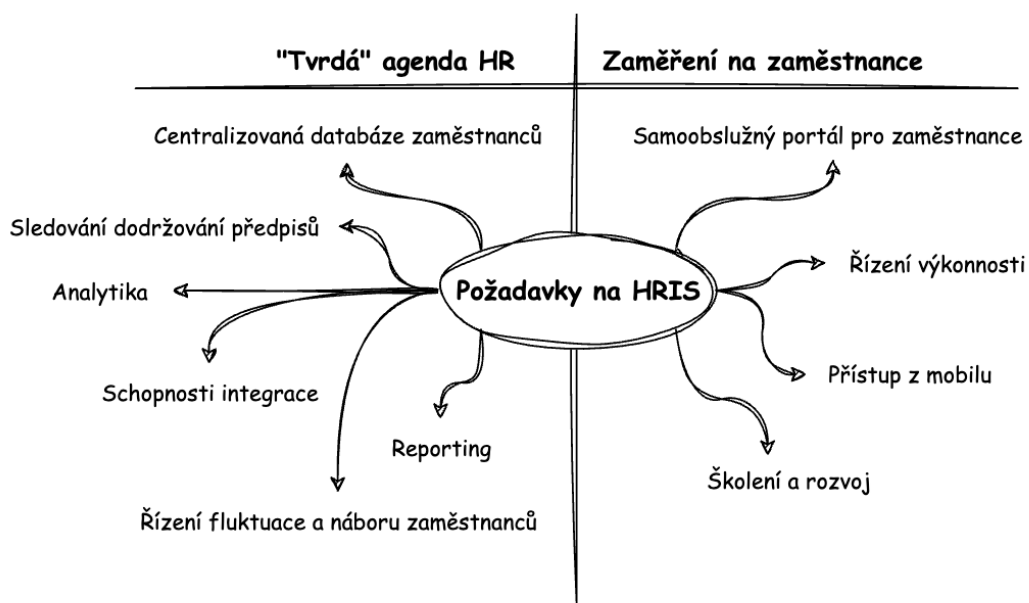 "Tvrdá" agenda HR
Zaměření na zaměstnance
Centralizovaná databáze zaměstnanců
Samoobslužný portál pro zaměstnance
Sledování dodržování předpisů
Řízení výkonnosti
Analytika
Požadavky na HRIS
Přístup z mobilu
Schopnosti integrace
Reporting
Školení a rozvoj
Řízení fluktuace a náboru zaměstnanců